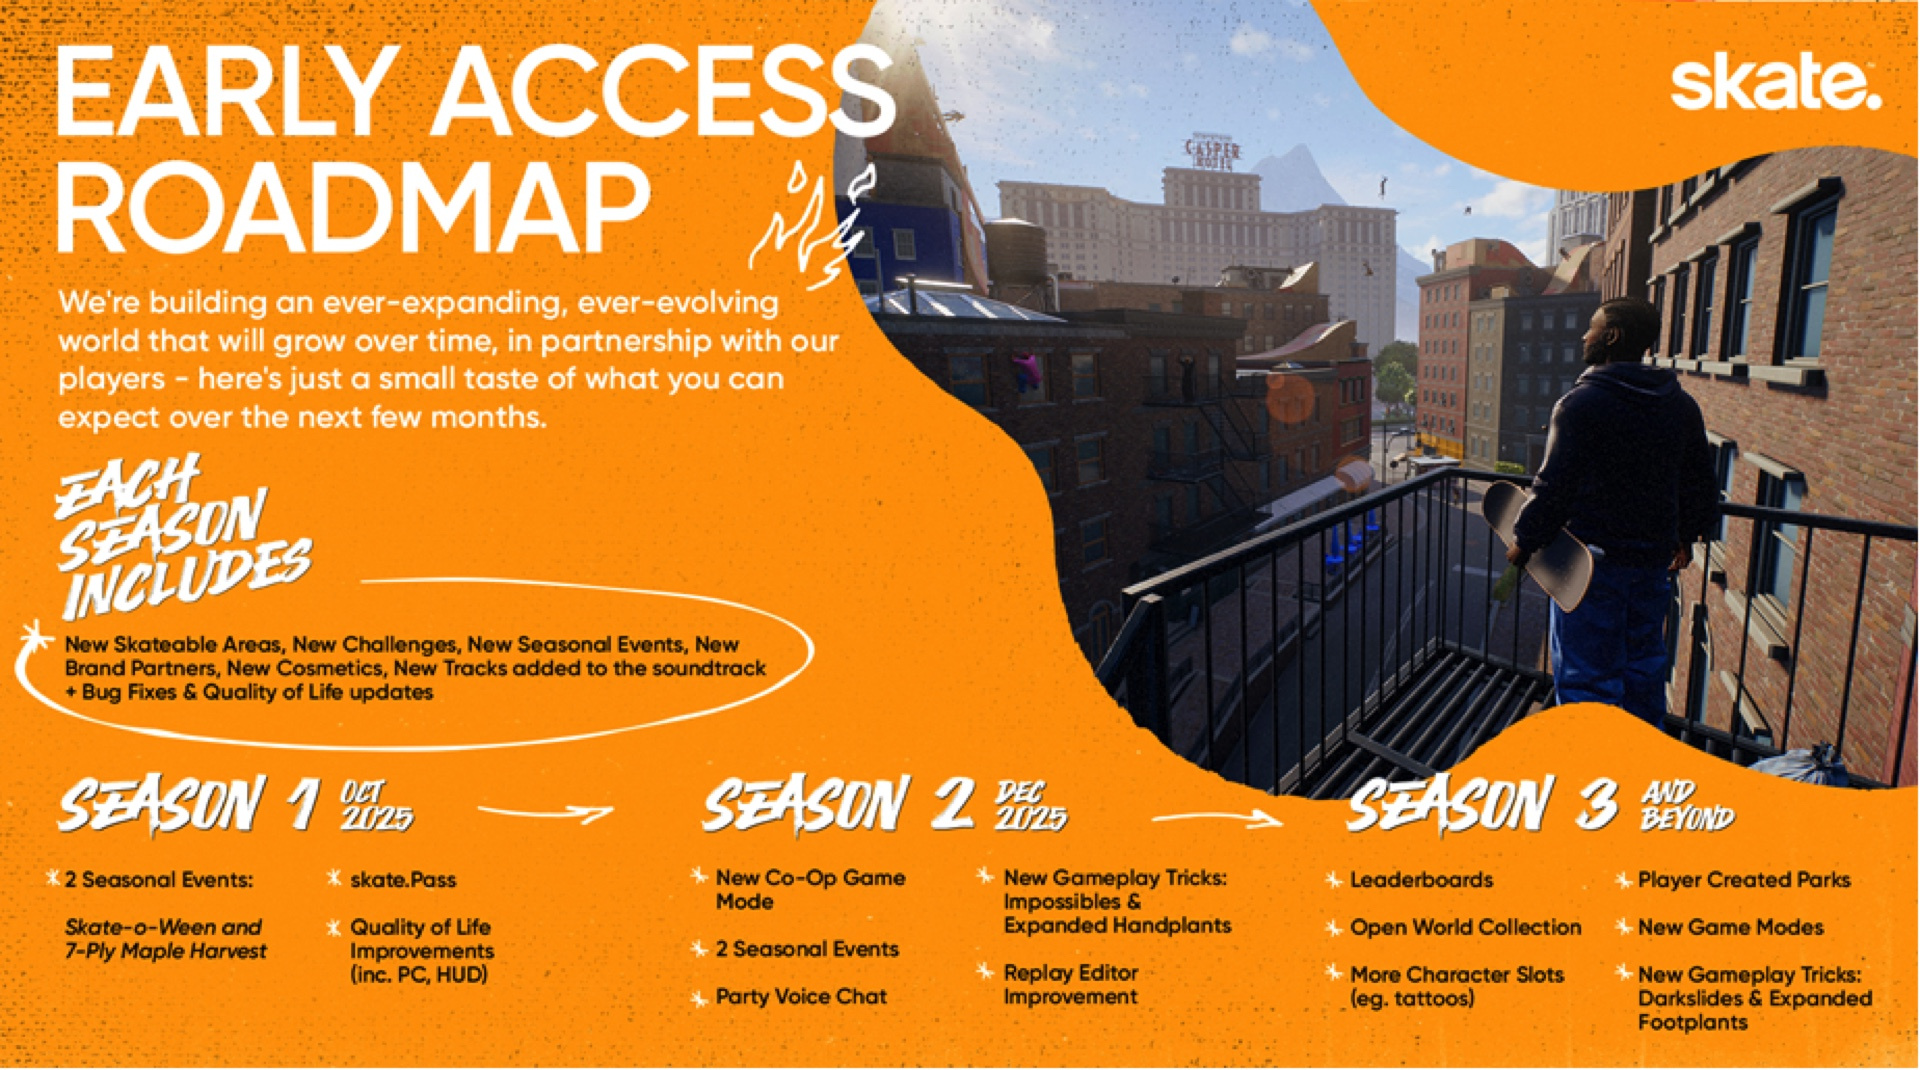 EARLY ACCESS
ROADMAP
skate.
CASPER
HOTEL
We're building an ever-expanding, ever-evolving
world that will grow over time, in partnership with our
players - here's just a small taste of what you can
expect over the next few months.
EACH
SEASON
INCLUDES
New Skateable Areas, New Challenges, New Seasonal Events, New
Brand Partners, New Cosmetics, New Tracks added to the soundtrack
+ Bug Fixes & Quality of Life updates
SEASON 1 OCT
2025
2 Seasonal Events:
Skate-o-Ween and
7-Ply Maple Harvest
skate.Pass
Quality of Life
Improvements
(inc. PC, HUD)
SEASON 2 DEC
2025
New Co-Op Game
Mode
2 Seasonal Events
Party Voice Chat
New Gameplay Tricks:
Impossibles &
Expanded Handplants
Replay Editor
Improvement
SEASON 3 AND
BEYOND
Leaderboards
Open World Collection
More Character Slots
(eg. tattoos)
Player Created Parks
New Game Modes
New Gameplay Tricks:
Darkslides & Expanded
Footplants